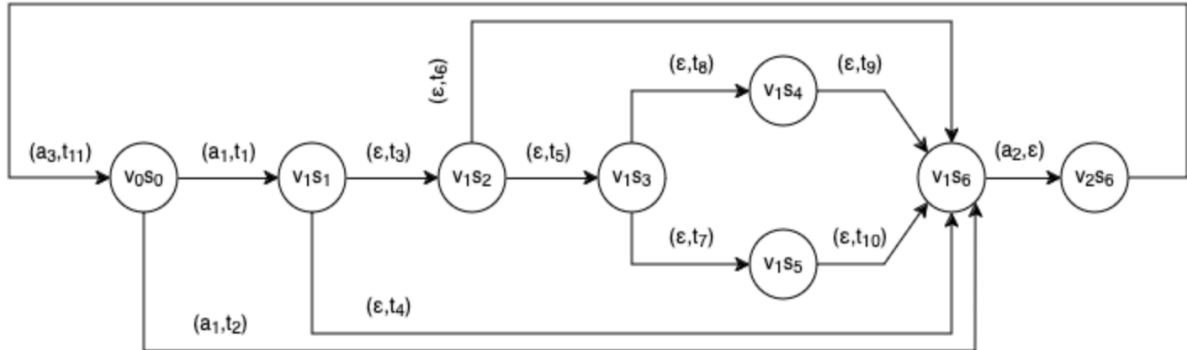 (ε,t₆)
(ε,t₈)
v₁s₄
(ε,t₉)
(a₃,t₁₁)
v₀s₀
(a₁,t₁)
v₁s₁
(ε,t₃)
v₁s₂
(ε,t₅)
v₁s₃
v₁s₆
(a₂,ε)
v₂s₆
(ε,t₇)
v₁s₅
(ε,t₁₀)
(ε,t₄)
(a₁,t₂)